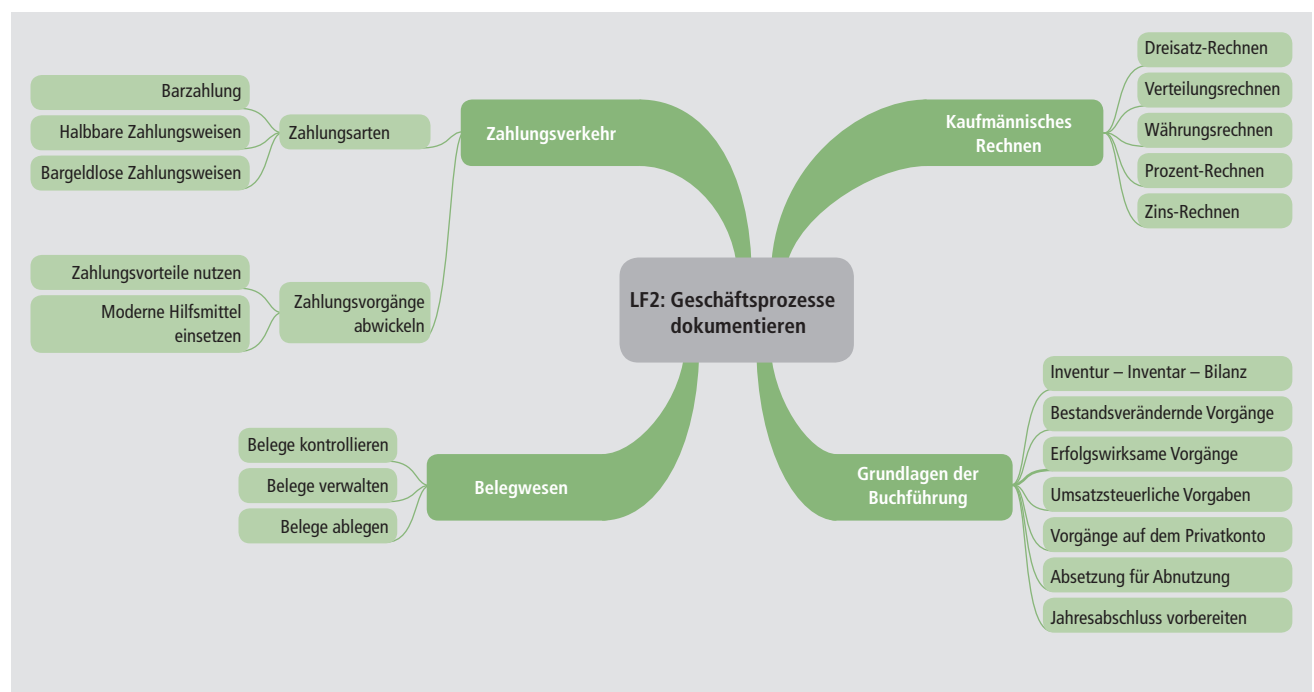 Barzahlung
Halbbare Zahlungsweisen
Bargeldlose Zahlungsweisen
Zahlungsarten
Zahlungsvorteile nutzen
Moderne Hilfsmittel
einsetzen
Zahlungsvorgänge
abwickeln
Zahlungsverkehr
Kaufmännisches
Rechnen
Dreisatz-Rechnen
Verteilungsrechnen
Währungsrechnen
Prozent-Rechnen
Zins-Rechnen
LF2: Geschäftsprozesse
dokumentieren
Belege kontrollieren
Belege verwalten
Belege ablegen
Belegwesen
Grundlagen der
Buchführung
Inventur – Inventar – Bilanz
Bestandsverändernde Vorgänge
Erfolgswirksame Vorgänge
Umsatzsteuerliche Vorgaben
Vorgänge auf dem Privatkonto
Absetzung für Abnutzung
Jahresabschluss vorbereiten